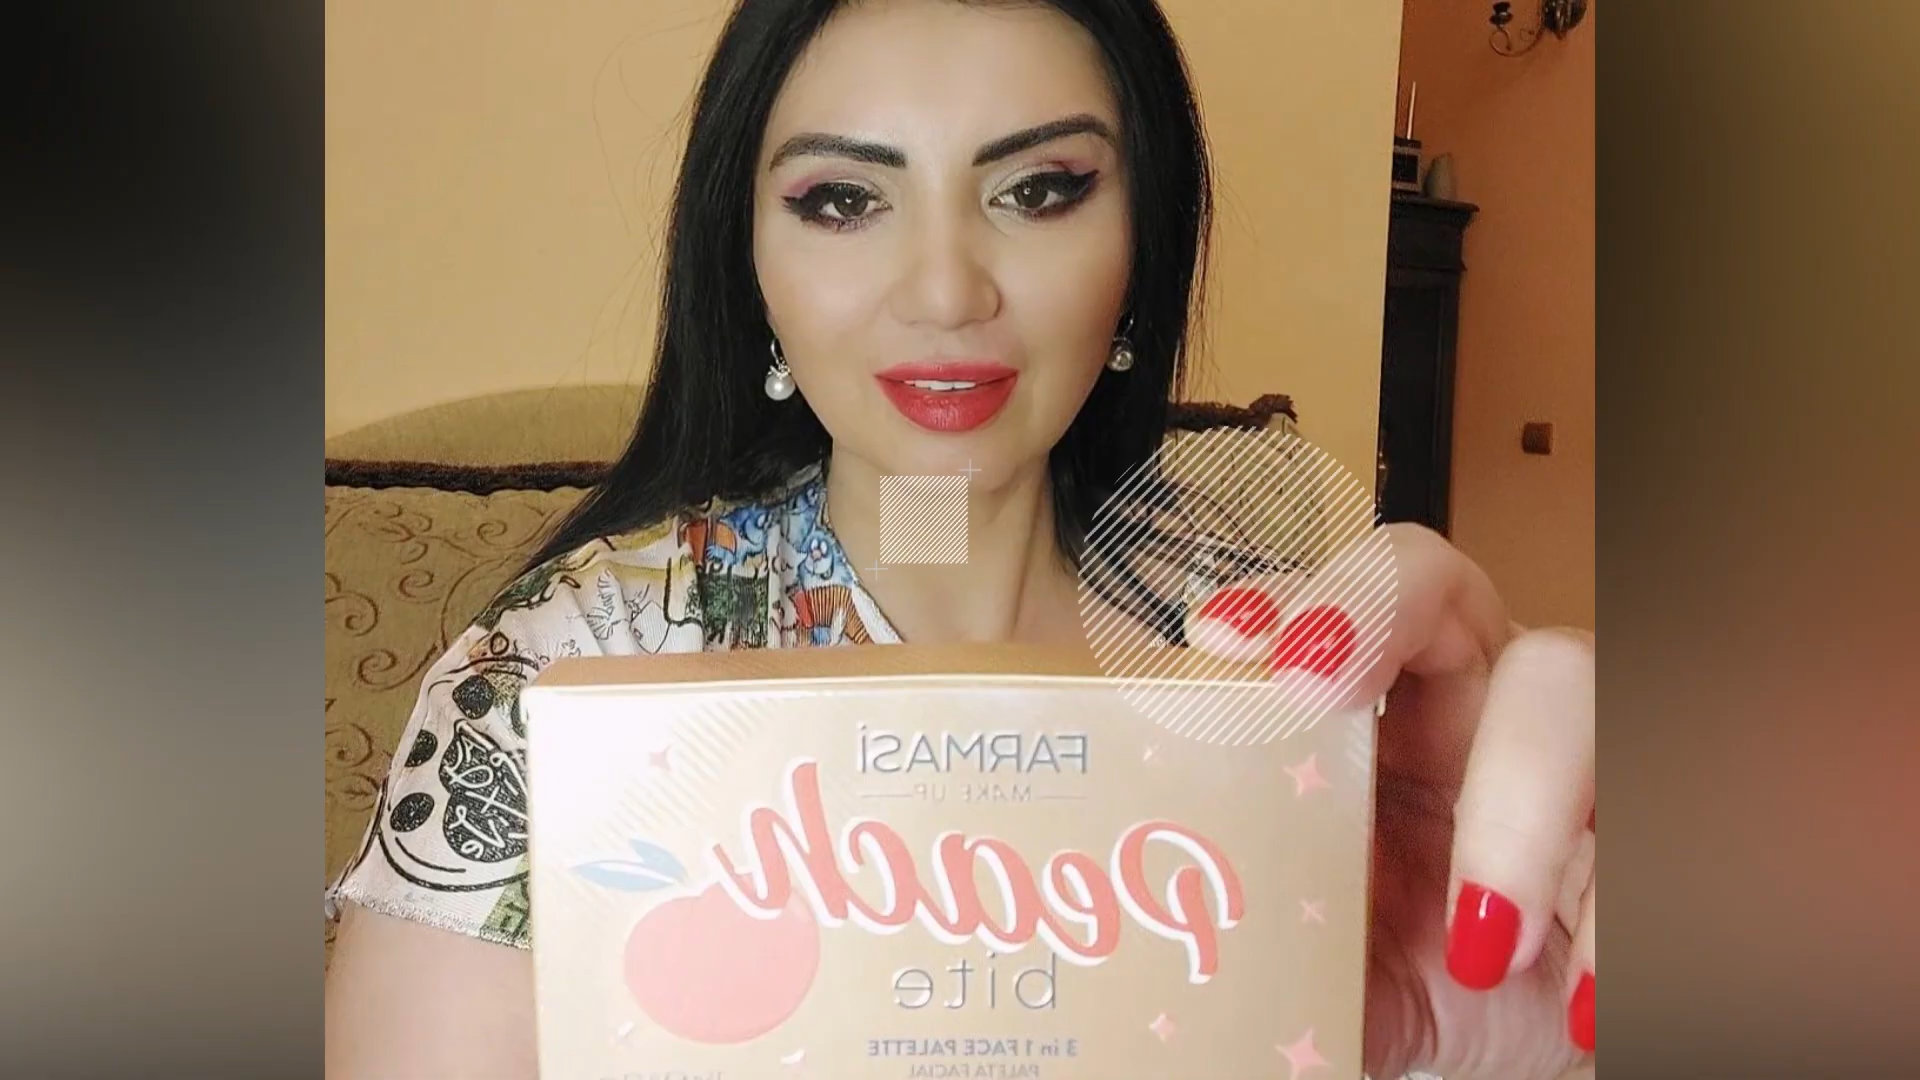 FARMASi
MAKE UP
Peach
bite
3 in 1 FACE PALETTE
PALETA FACIAL